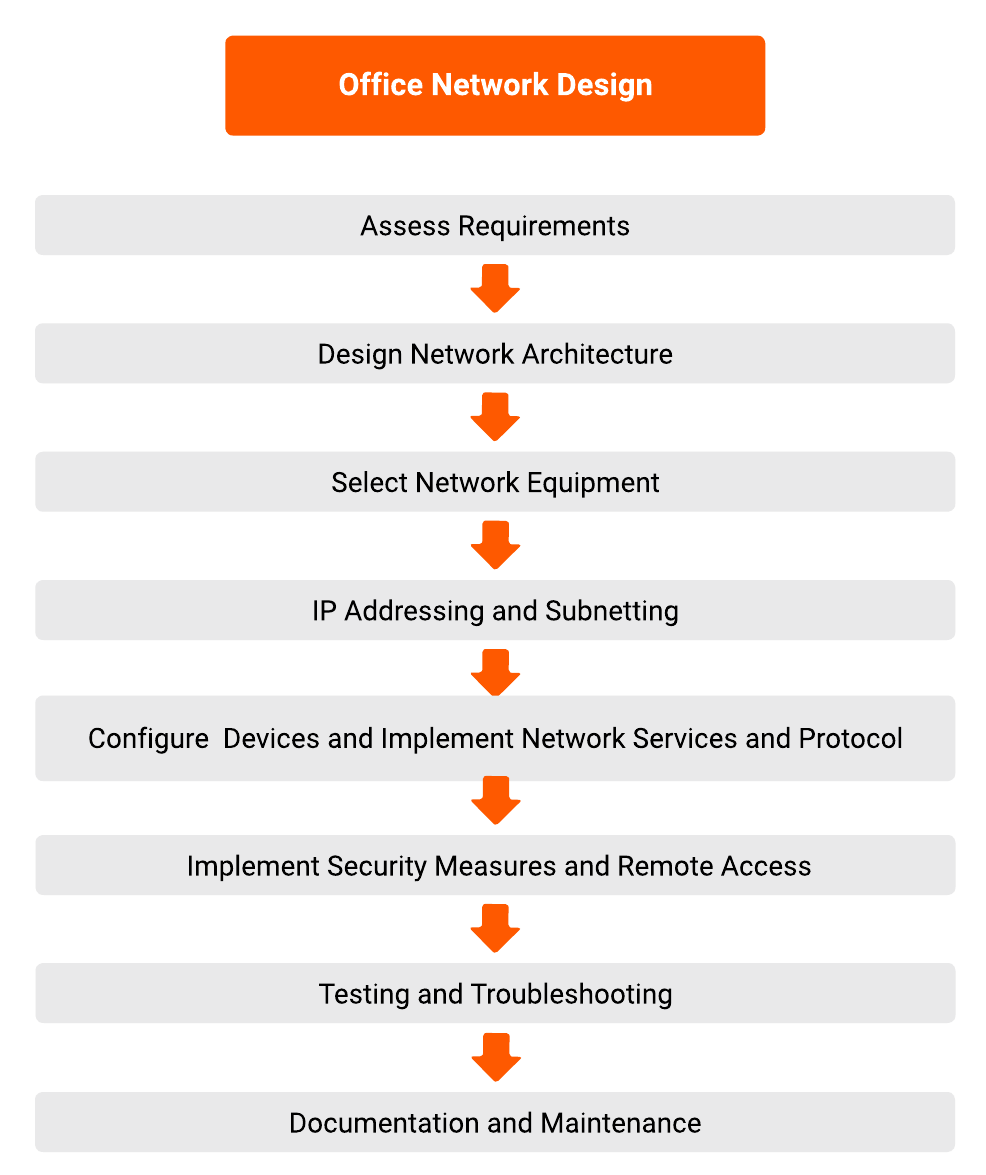 Office Network Design
Assess Requirements
Design Network Architecture
Select Network Equipment
IP Addressing and Subnetting
Configure  Devices and Implement Network Services and Protocol
Implement Security Measures and Remote Access
Testing and Troubleshooting
Documentation and Maintenance